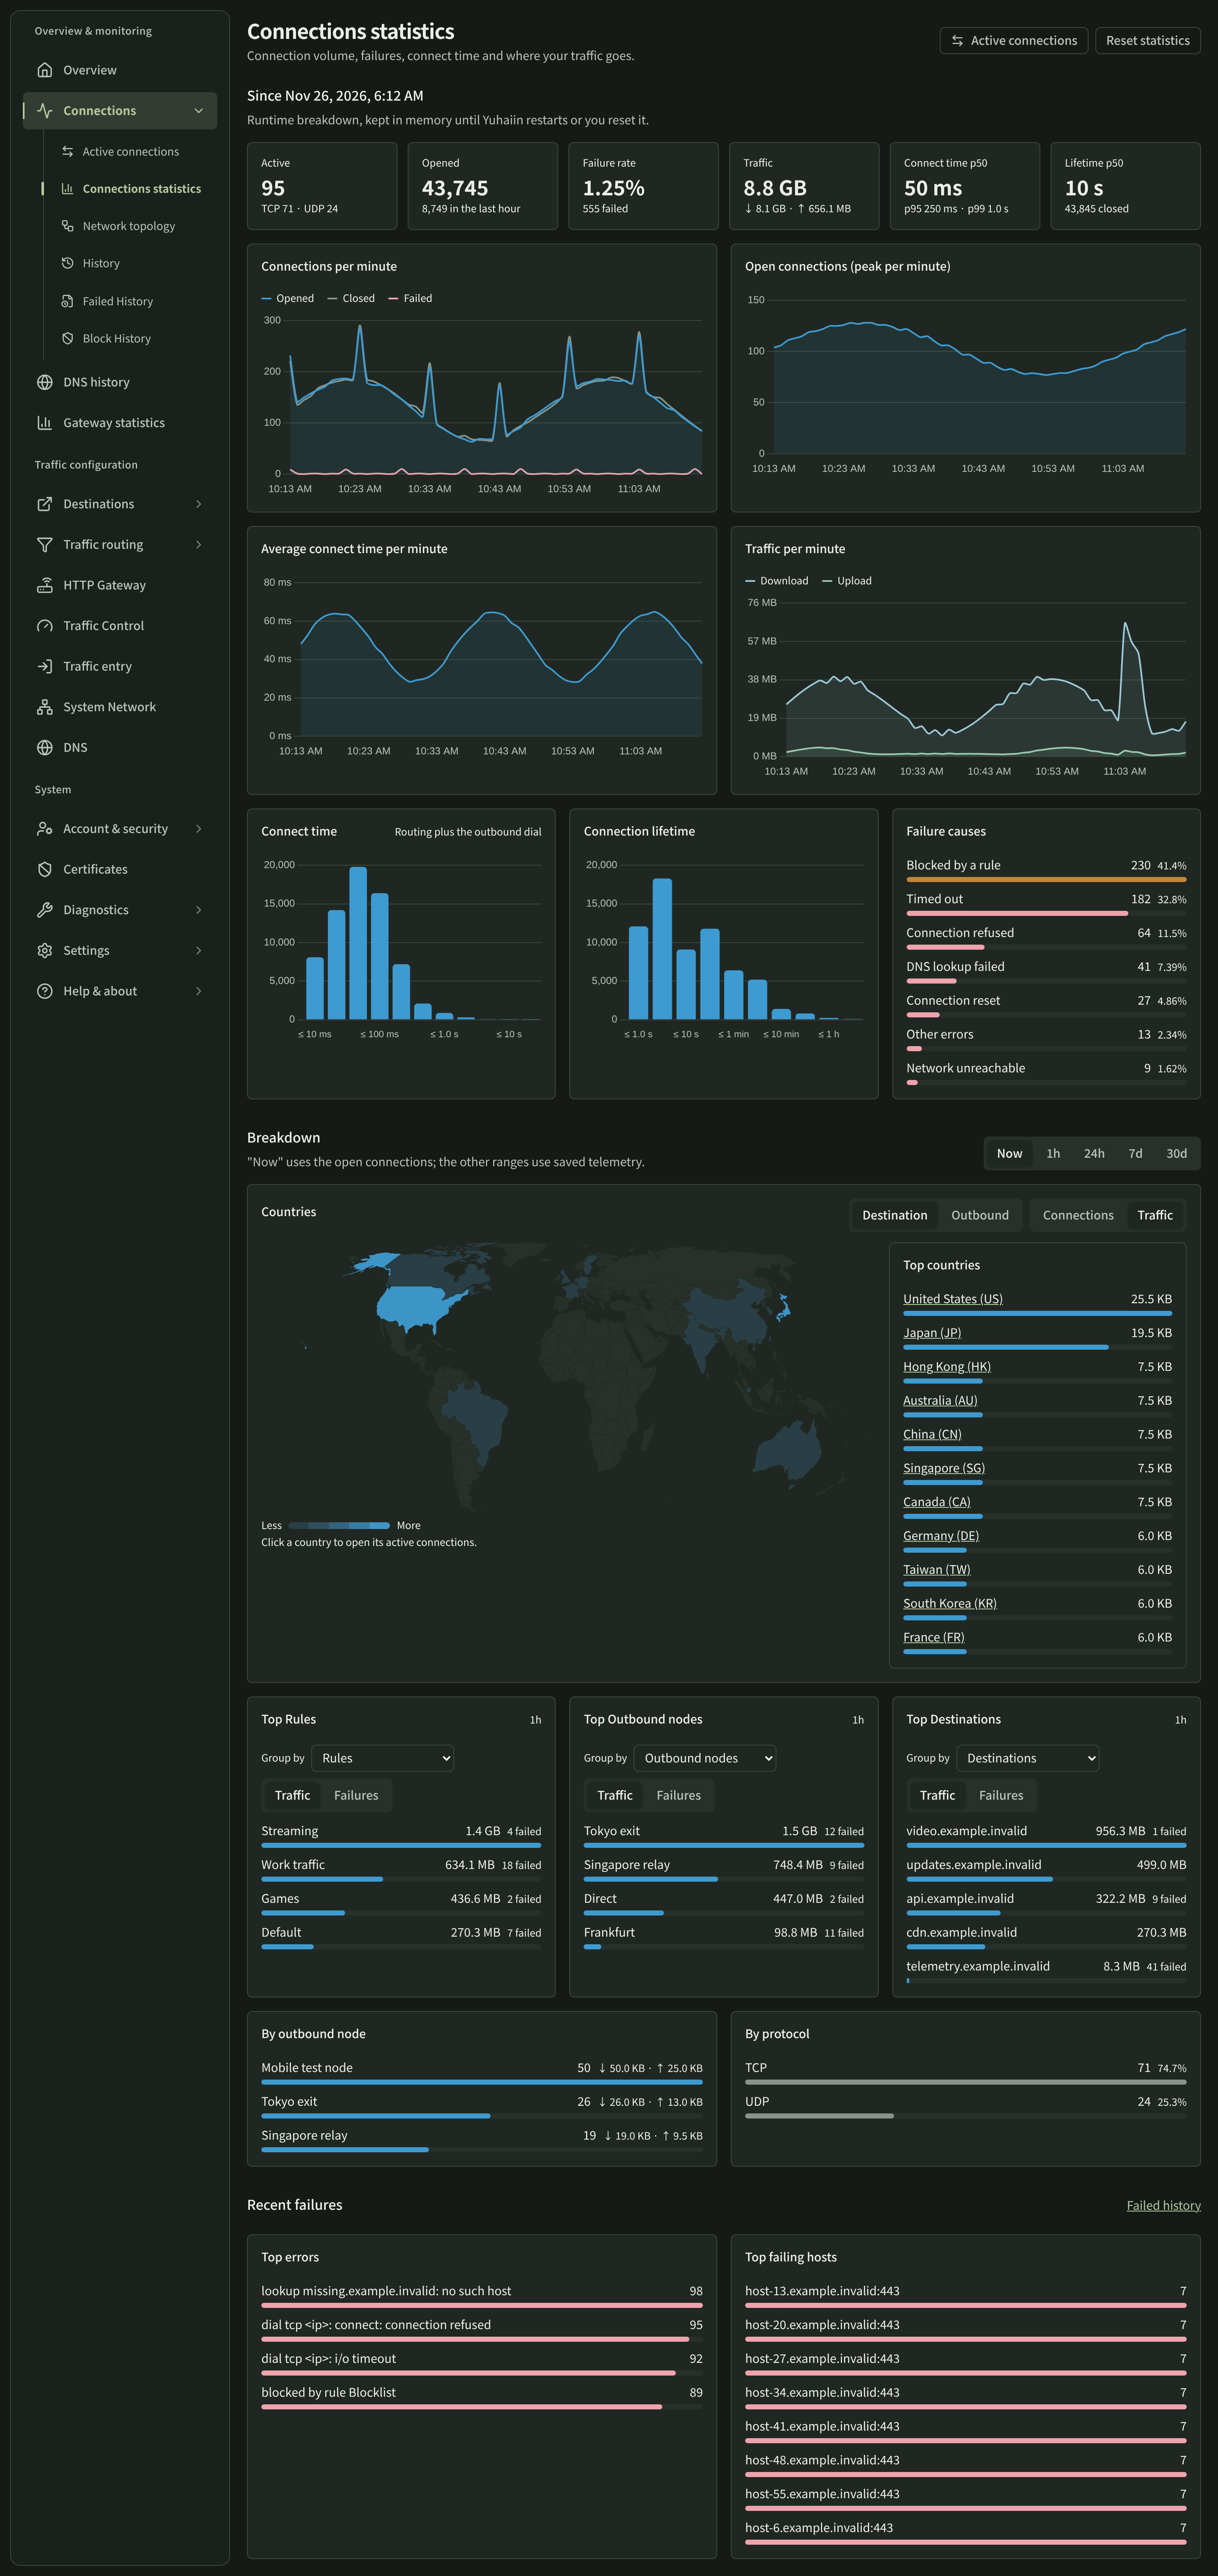 Overview & monitoring
Overview
Connections
Active connections
Connections statistics
Network topology
History
Failed History
Block History
DNS history
Gateway statistics
Traffic configuration
Destinations
Traffic routing
HTTP Gateway
Traffic Control
Traffic entry
System Network
DNS
System
Account & security
Certificates
Diagnostics
Settings
Help & about
Connections statistics
Connection volume, failures, connect time and where your traffic goes.
Active connections
Reset statistics
Since Nov 26, 2026, 6:12 AM
Runtime breakdown, kept in memory until Yuhaiin restarts or you reset it.
Active
95
TCP 71 · UDP 24
Opened
43,745
8,749 in the last hour
Failure rate
1.25%
555 failed
Traffic
8.8 GB
↓ 8.1 GB · ↑ 656.1 MB
Connect time p50
50 ms
p95 250 ms · p99 1.0 s
Lifetime p50
10 s
43,845 closed
Connections per minute
Opened Closed Failed
300
200
100
0
10:13 AM 10:23 AM 10:33 AM 10:43 AM 10:53 AM 11:03 AM
Open connections (peak per minute)
150
100
50
0
10:13 AM 10:23 AM 10:33 AM 10:43 AM 10:53 AM 11:03 AM
Average connect time per minute
80 ms
60 ms
40 ms
20 ms
0 ms
10:13 AM 10:23 AM 10:33 AM 10:43 AM 10:53 AM 11:03 AM
Traffic per minute
Download Upload
76 MB
57 MB
38 MB
19 MB
0 MB
10:13 AM 10:23 AM 10:33 AM 10:43 AM 10:53 AM 11:03 AM
Connect time Routing plus the outbound dial
20,000
15,000
10,000
5,000
0
≤ 10 ms ≤ 100 ms ≤ 1.0 s ≤ 10 s
Connection lifetime
20,000
15,000
10,000
5,000
0
≤ 1.0 s ≤ 10 s ≤ 1 min ≤ 10 min ≤ 1 h
Failure causes
Blocked by a rule 230 41.4%
Timed out 182 32.8%
Connection refused 64 11.5%
DNS lookup failed 41 7.39%
Connection reset 27 4.86%
Other errors 13 2.34%
Network unreachable 9 1.62%
Breakdown
"Now" uses the open connections; the other ranges use saved telemetry.
Now 1h 24h 7d 30d
Countries
Destination Outbound Connections Traffic
Less More
Click a country to open its active connections.
Top countries
United States (US) 25.5 KB
Japan (JP) 19.5 KB
Hong Kong (HK) 7.5 KB
Australia (AU) 7.5 KB
China (CN) 7.5 KB
Singapore (SG) 7.5 KB
Canada (CA) 7.5 KB
Germany (DE) 6.0 KB
Taiwan (TW) 6.0 KB
South Korea (KR) 6.0 KB
France (FR) 6.0 KB
Top Rules 1h
Group by Rules
Traffic Failures
Streaming 1.4 GB 4 failed
Work traffic 634.1 MB 18 failed
Games 436.6 MB 2 failed
Default 270.3 MB 7 failed
Top Outbound nodes 1h
Group by Outbound nodes
Traffic Failures
Tokyo exit 1.5 GB 12 failed
Singapore relay 748.4 MB 9 failed
Direct 447.0 MB 2 failed
Frankfurt 98.8 MB 11 failed
Top Destinations 1h
Group by Destinations
Traffic Failures
video.example.invalid 956.3 MB 1 failed
updates.example.invalid 499.0 MB
api.example.invalid 322.2 MB 9 failed
cdn.example.invalid 270.3 MB
telemetry.example.invalid 8.3 MB 41 failed
By outbound node
Mobile test node 50 ↓ 50.0 KB · ↑ 25.0 KB
Tokyo exit 26 ↓ 26.0 KB · ↑ 13.0 KB
Singapore relay 19 ↓ 19.0 KB · ↑ 9.5 KB
By protocol
TCP 71 74.7%
UDP 24 25.3%
Recent failures
Failed history
Top errors
lookup missing.example.invalid: no such host 98
dial tcp <ip>: connect: connection refused 95
dial tcp <ip>: i/o timeout 92
blocked by rule Blocklist 89
Top failing hosts
host-13.example.invalid:443 7
host-20.example.invalid:443 7
host-27.example.invalid:443 7
host-34.example.invalid:443 7
host-41.example.invalid:443 7
host-48.example.invalid:443 7
host-55.example.invalid:443 7
host-6.example.invalid:443 7